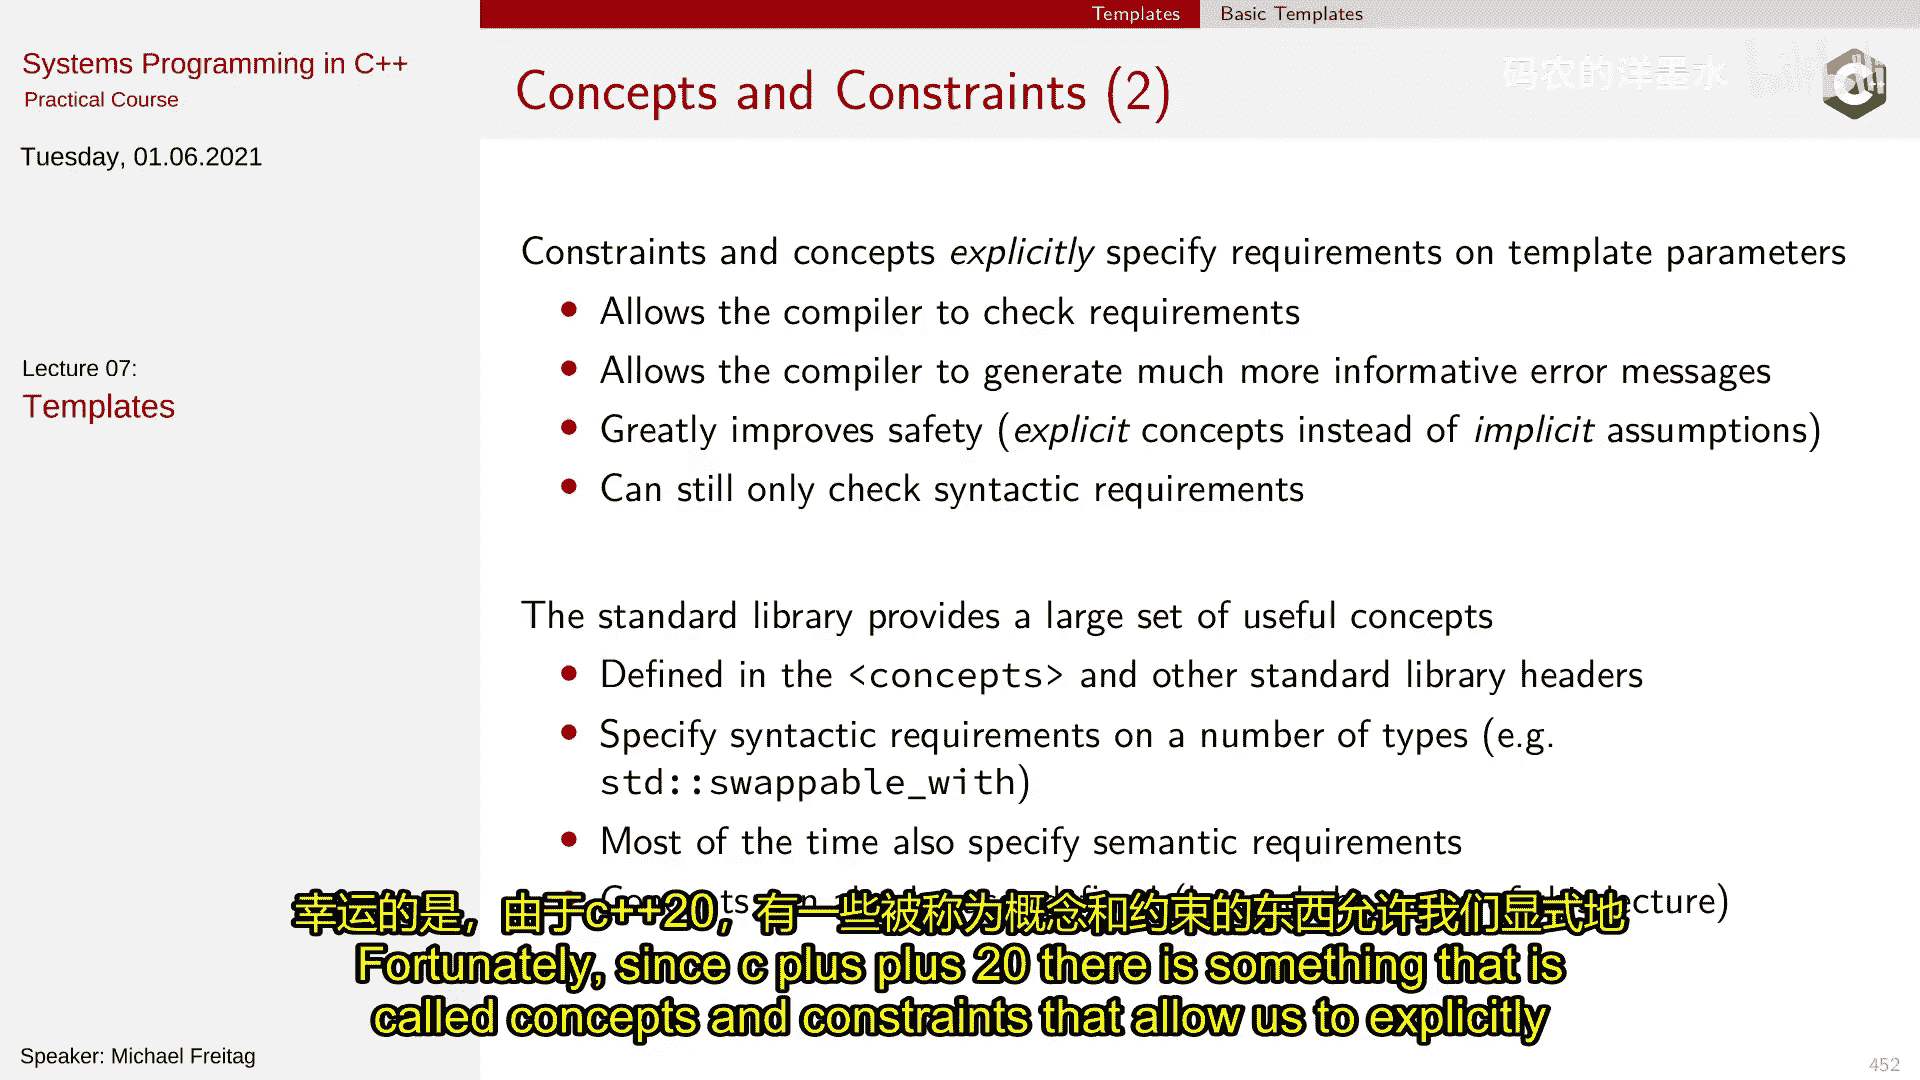 Templates
Basic Templates
Systems Programming in C++
Practical Course
Tuesday, 01.06.2021
Lecture 07:
Templates
Concepts and Constraints (2)
码农的洋墨水
Constraints and concepts explicitly specify requirements on template parameters
Allows the compiler to check requirements
Allows the compiler to generate much more informative error messages
Greatly improves safety (explicit concepts instead of implicit assumptions)
Can still only check syntactic requirements
The standard library provides a large set of useful concepts
Defined in the <concepts> and other standard library headers
Specify syntactic requirements on a number of types (e.g.
std::swappable_with)
Most of the time also specify semantic requirements
lecture)
幸运的是，由于c++20，有一些被称为概念和约束的东西允许我们显式地
Fortunately, since c plus plus 20 there is something that is
called concepts and constraints that allow us to explicitly
Speaker: Michael Freitag
452